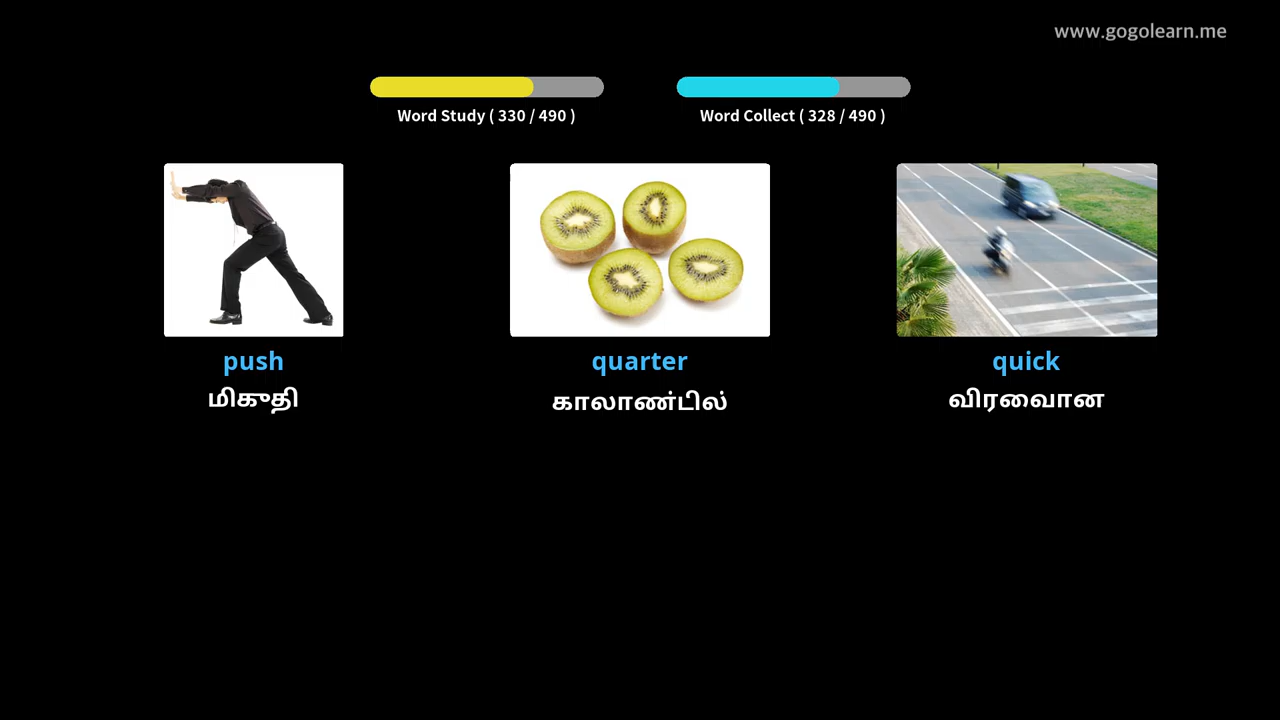 www.gogolearn.me
Word Study ( 330 / 490 )
Word Collect ( 328 / 490 )
push
quarter
quick
மிகுதி
காலாண்டில்
விரைவான